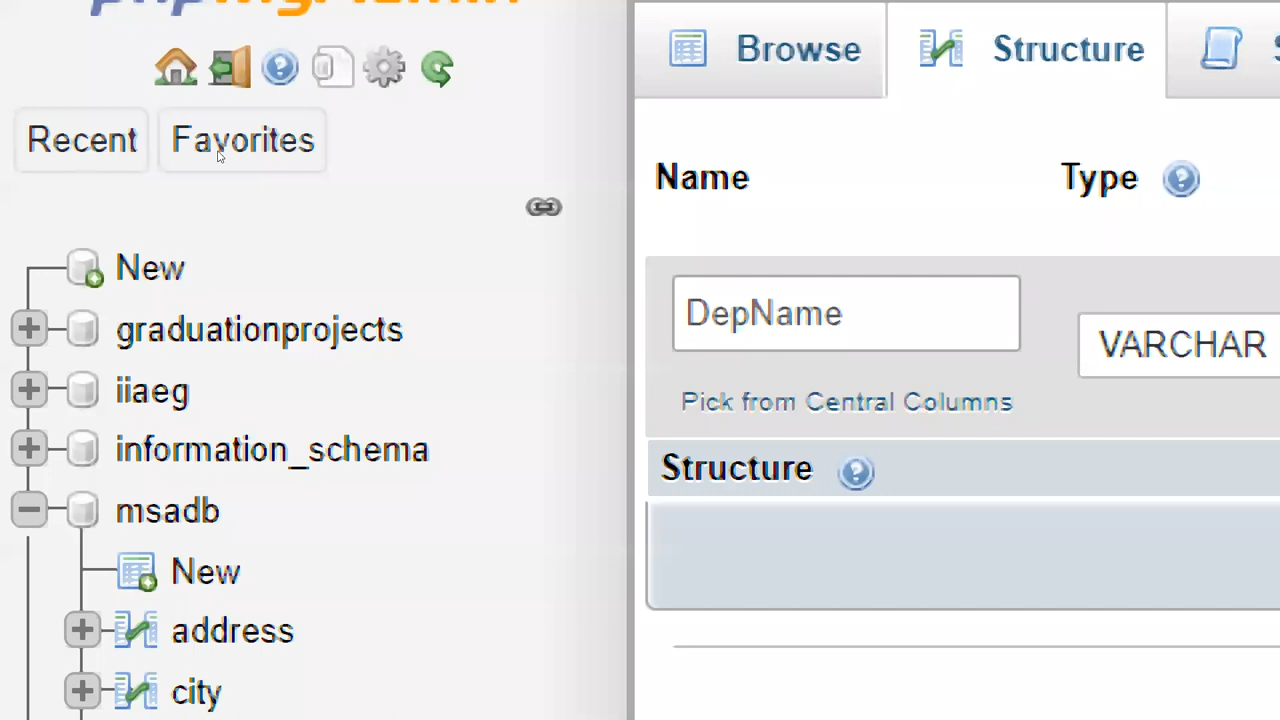 phpMyAdmin
Browse
Structure
Recent
Favorites
Name
Type
New
graduationprojects
iiaeg
information_schema
msadb
New
address
city
DepName
VARCHAR
Pick from Central Columns
Structure